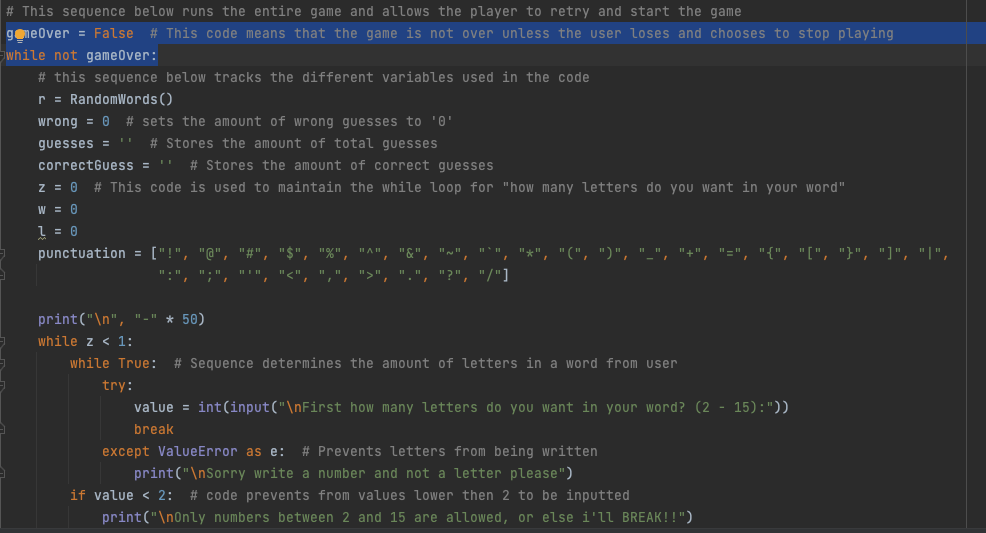 # This sequence below runs the entire game and allows the player to retry and start the game
gameOver = False  # This code means that the game is not over unless the user loses and chooses to stop playing
while not gameOver:
    # this sequence below tracks the different variables used in the code
    r = RandomWords()
    wrong = 0  # sets the amount of wrong guesses to '0'
    guesses = ''  # Stores the amount of total guesses
    correctGuess = ''  # Stores the amount of correct guesses
    z = 0  # This code is used to maintain the while loop for "how many letters do you want in your word"
    w = 0
    l = 0
    punctuation = ["!", "@", "#", "$", "%", "^", "&", "~", "`", "*", "(", ")", "_", "+", "=", "{", "[", "}", "]", "|",
                   ":", ";", "'", "<", ",", ">", ".", "?", "/"]

    print("\n", "-" * 50)
    while z < 1:
        while True:  # Sequence determines the amount of letters in a word from user
            try:
                value = int(input("\nFirst how many letters do you want in your word? (2 - 15):"))
                break
            except ValueError as e:  # Prevents letters from being written
                print("\nSorry write a number and not a letter please")
        if value < 2:  # code prevents from values lower then 2 to be inputted
            print("\nOnly numbers between 2 and 15 are allowed, or else i'll BREAK!!")